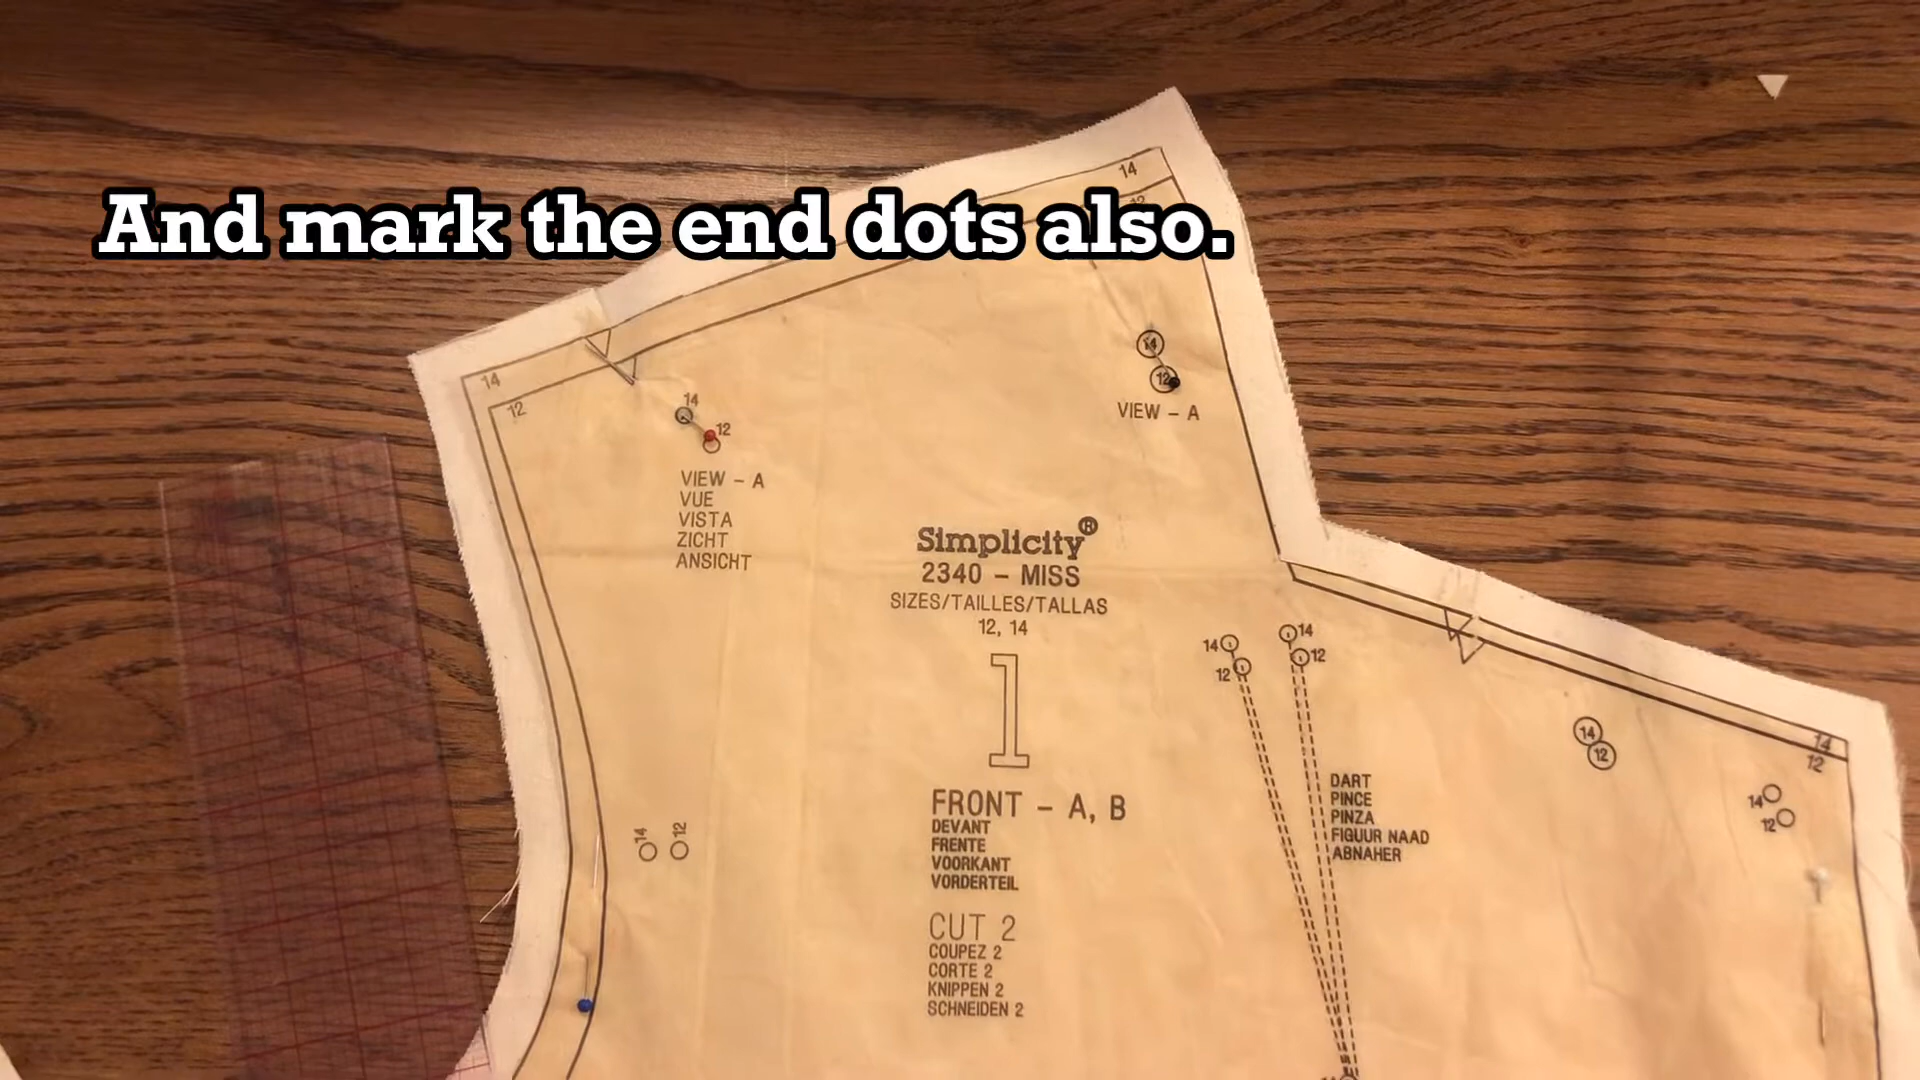 And mark the end dots also.
14
12
14
12
14
12
VIEW - A
VUE
VISTA
ZICHT
ANSICHT
14
12
VIEW - A
Simplicity®
2340 - MISS
SIZES/TAILLES/TALLAS
12, 14
1
FRONT - A, B
DEVANT
FRENTE
VOORKANT
VORDERTEIL
CUT 2
COUPEZ 2
CORTE 2
KNIPPEN 2
SCHNEIDEN 2
14
12
14
12
14
12
DART
PINCE
PINZA
FIGUUR NAAD
ABNAHER
14
12
14
12
14
12